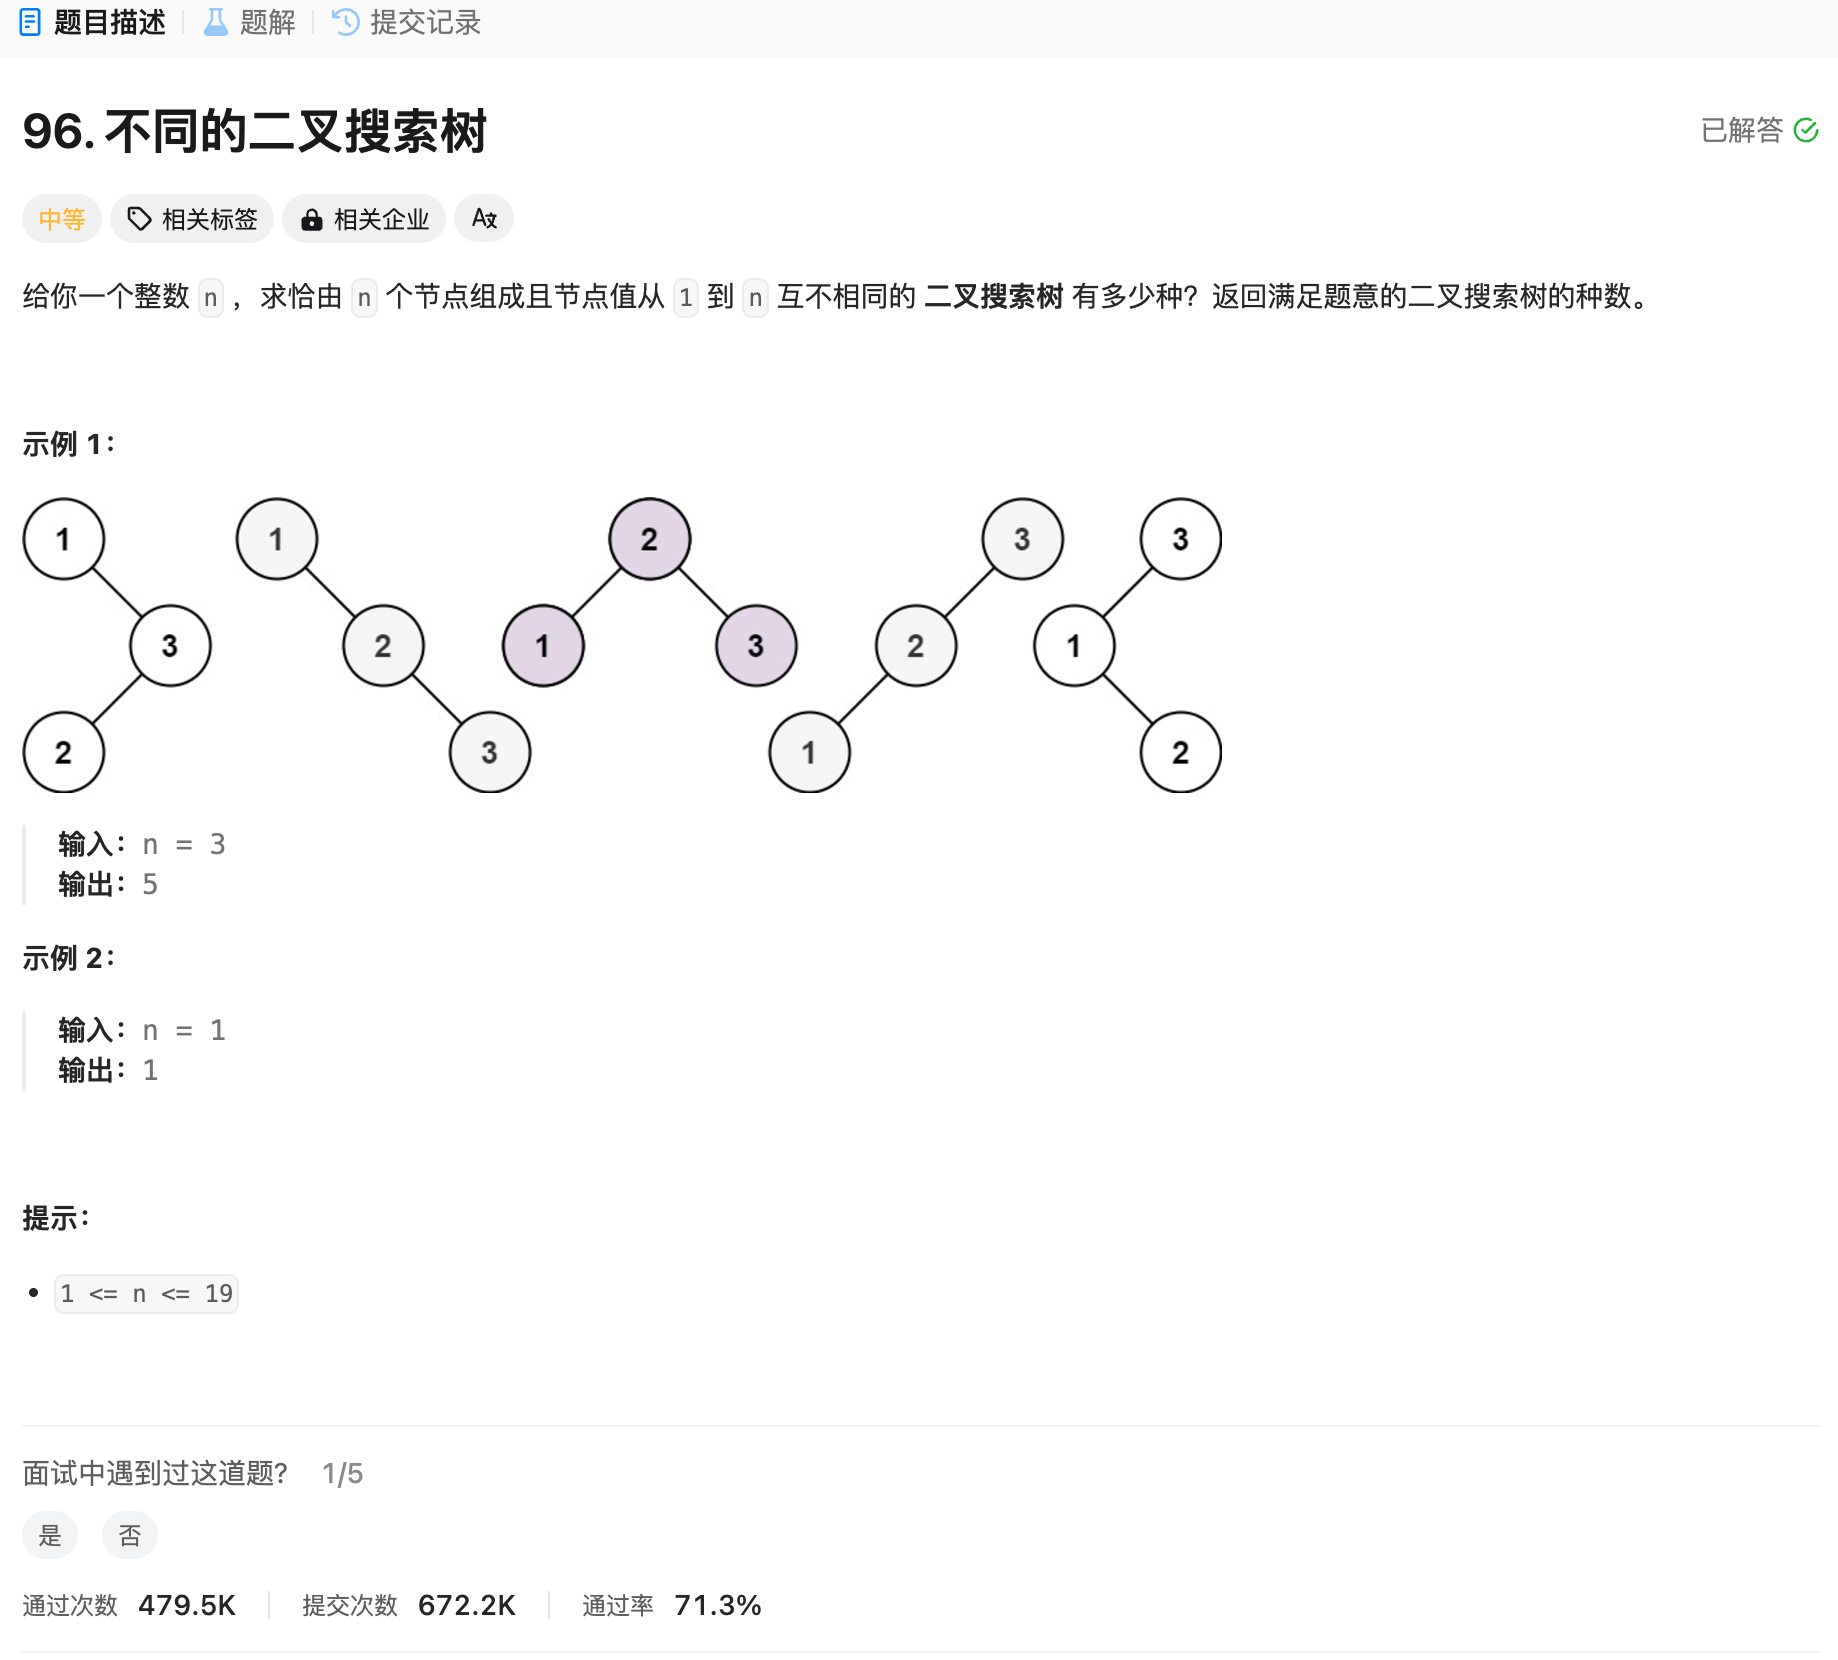 题目描述 题解 提交记录
96. 不同的二叉搜索树 已解答
中等 相关标签 相关企业 A文
给你一个整数 n ，求恰由 n 个节点组成且节点值从 1 到 n 互不相同的 二叉搜索树 有多少种？返回满足题意的二叉搜索树的种数。
示例 1：
1 1 2 3 3
3 2 1 3 2 1
2 3 1 2
输入：n = 3
输出：5
示例 2：
输入：n = 1
输出：1
提示：
1 <= n <= 19
面试中遇到过这道题? 1/5
是 否
通过次数 479.5K 提交次数 672.2K 通过率 71.3%